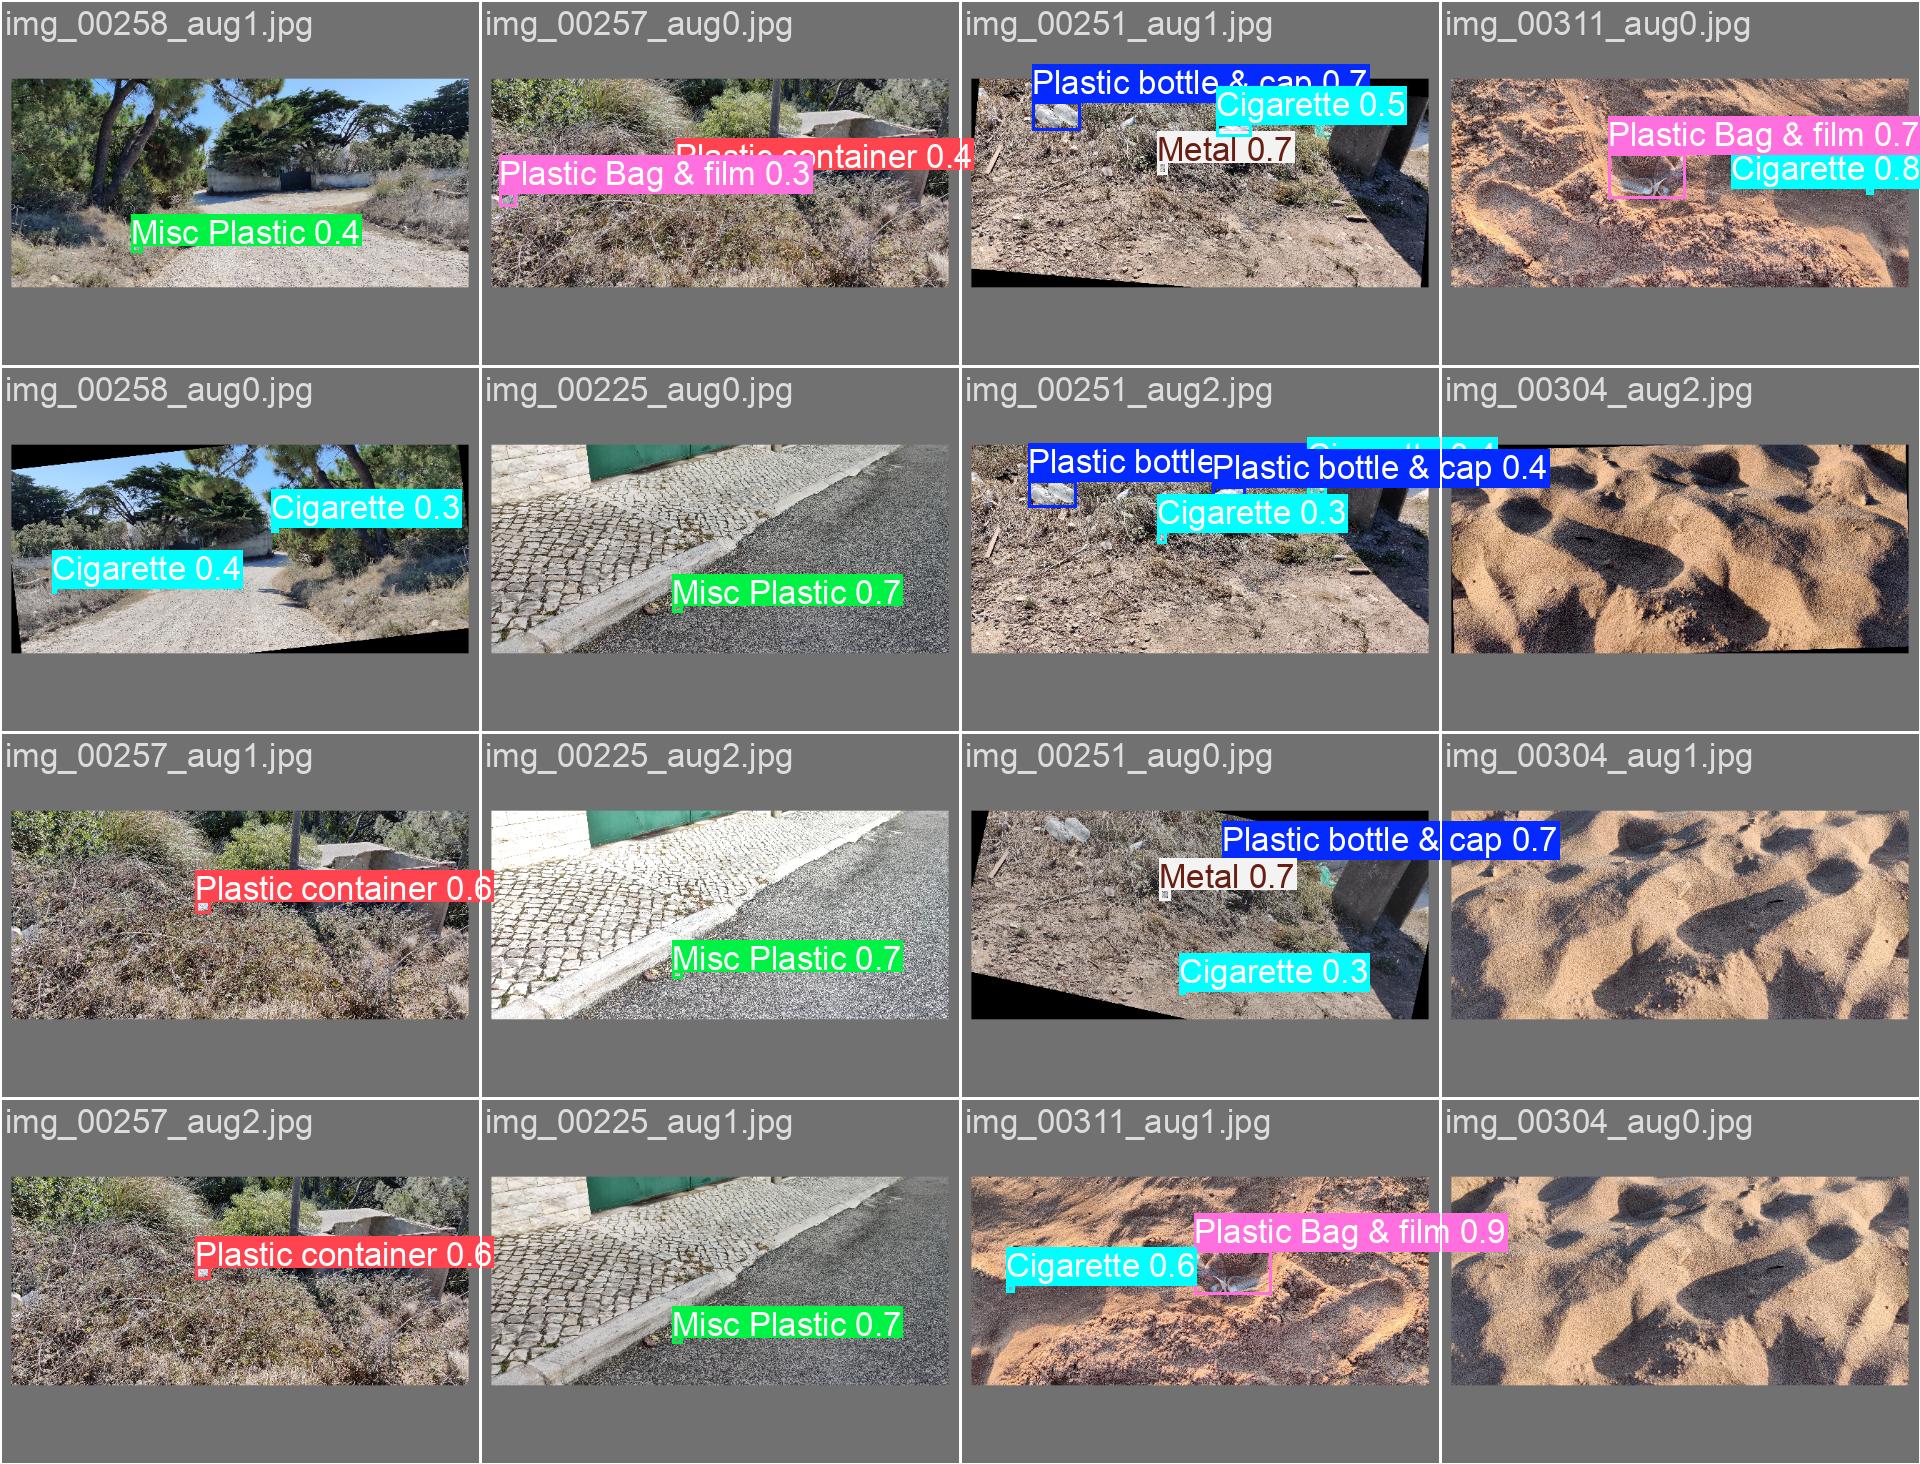 img_00258_aug1.jpg
Misc Plastic 0.4
img_00257_aug0.jpg
Plastic container 0.4
Plastic Bag & film 0.3
img_00251_aug1.jpg
Plastic bottle & cap 0.7
Cigarette 0.5
Metal 0.7
img_00311_aug0.jpg
Plastic Bag & film 0.7
Cigarette 0.8
img_00258_aug0.jpg
Cigarette 0.3
Cigarette 0.4
img_00225_aug0.jpg
Misc Plastic 0.7
img_00251_aug2.jpg
Cigarette 0.4
Plastic bottle
Plastic bottle & cap 0.4
Cigarette 0.3
img_00304_aug2.jpg
img_00257_aug1.jpg
Plastic container 0.6
img_00225_aug2.jpg
Misc Plastic 0.7
img_00251_aug0.jpg
Plastic bottle & cap 0.7
Metal 0.7
Cigarette 0.3
img_00304_aug1.jpg
img_00257_aug2.jpg
Plastic container 0.6
img_00225_aug1.jpg
Misc Plastic 0.7
img_00311_aug1.jpg
Plastic Bag & film 0.9
Cigarette 0.6
img_00304_aug0.jpg